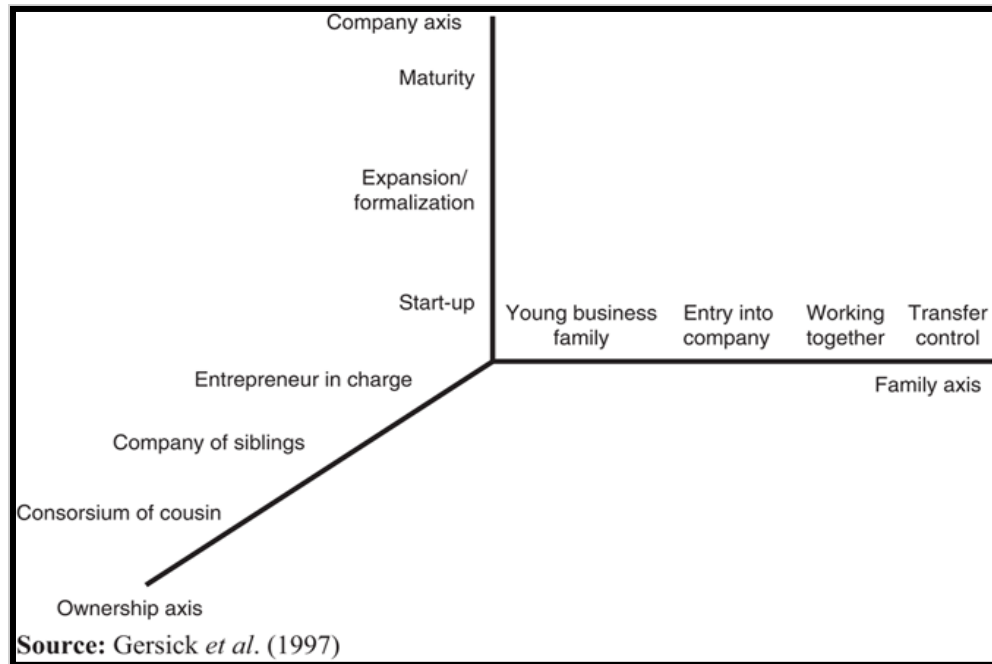 Company axis
Maturity
Expansion/
formalization
Start-up
Young business
family
Entry into
company
Working
together
Transfer
control
Family axis
Entrepreneur in charge
Company of siblings
Consorsium of cousin
Ownership axis
Source: Gersick et al. (1997)